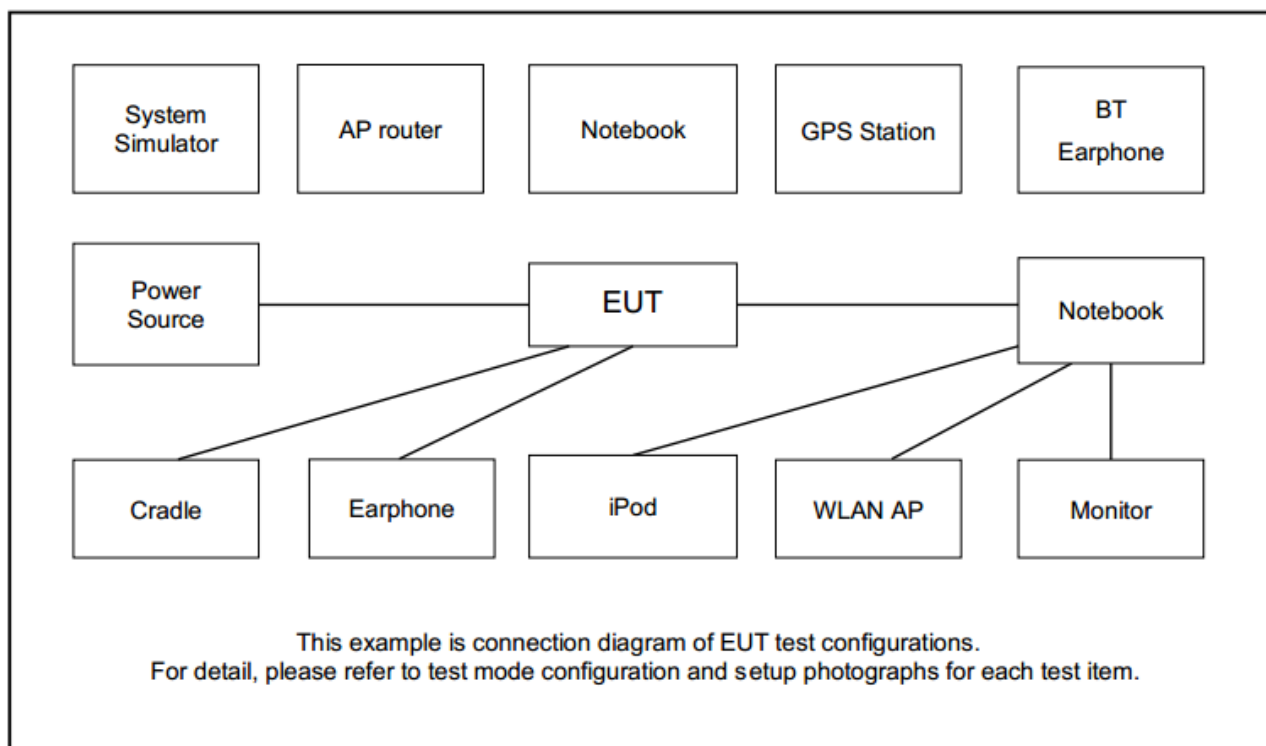 System
Simulator
AP router
Notebook
GPS Station
BT
Earphone
Power
Source
EUT
Notebook
Cradle
Earphone
iPod
WLAN AP
Monitor
This example is connection diagram of EUT test configurations.
For detail, please refer to test mode configuration and setup photographs for each test item.